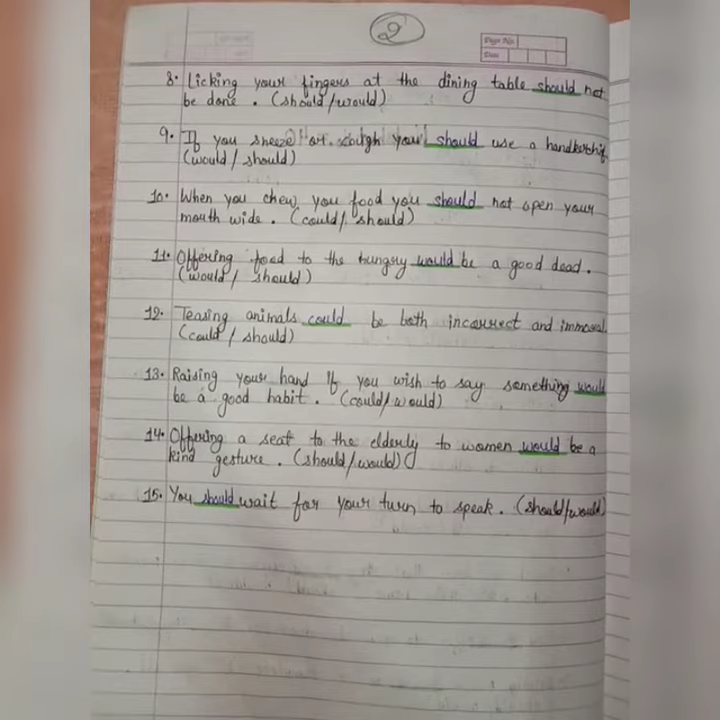 2
Page No.
Date
8. Licking your fingers at the dining table should not
be done . (should/would)
9. If you sneeze or cough you should use a
(would / should)
10. When you chew you food you should not open your
mouth wide . (could/ should)
11. Offering food to the hungry would be a good dead.
(would / should)
12. Teasing animals could be both incorrect and immoral.
(could / should)
13. Raising your hand If you wish to say something would
be a good habit . (could/would)
14. Offering a seat to the elderly to women would be a
kind gesture . (should/would)
15. You should wait for your turn to speak. (should/would)